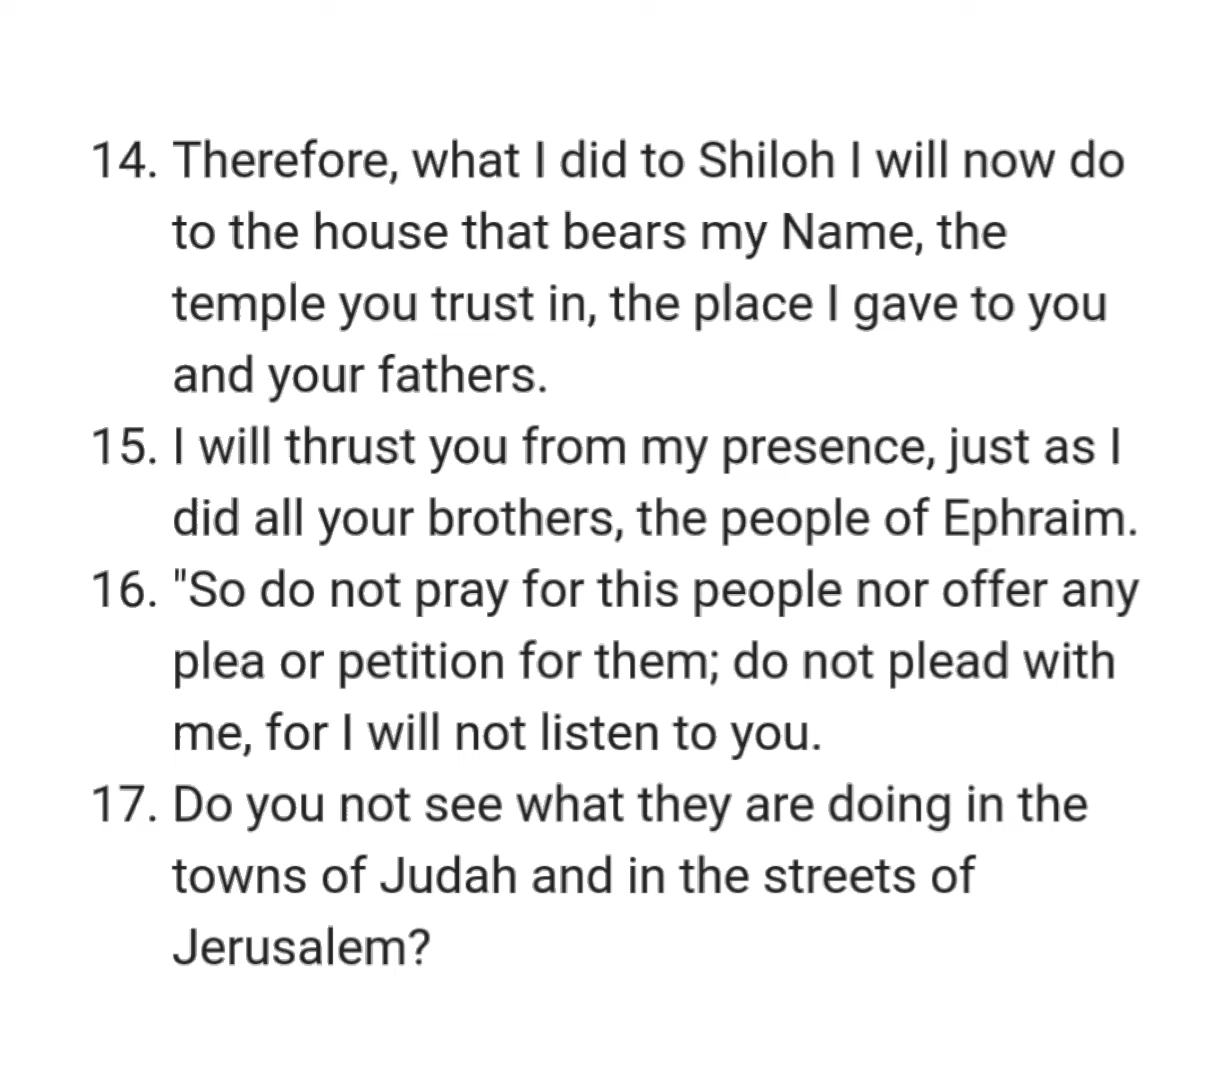 14. Therefore, what I did to Shiloh I will now do
to the house that bears my Name, the
temple you trust in, the place I gave to you
and your fathers.
15. I will thrust you from my presence, just as I
did all your brothers, the people of Ephraim.
16. "So do not pray for this people nor offer any
plea or petition for them; do not plead with
me, for I will not listen to you.
17. Do you not see what they are doing in the
towns of Judah and in the streets of
Jerusalem?